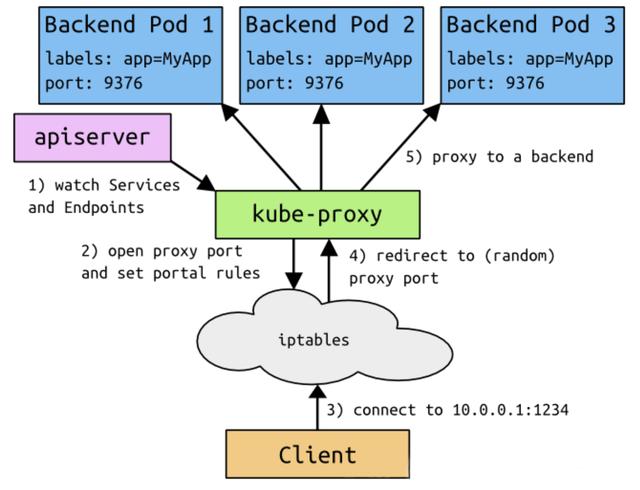 Backend Pod 1
labels: app=MyApp
port: 9376
Backend Pod 2
labels: app=MyApp
port: 9376
Backend Pod 3
labels: app=MyApp
port: 9376
apiserver
5) proxy to a backend
1) watch Services
and Endpoints
kube-proxy
2) open proxy port
and set portal rules
4) redirect to (random)
proxy port
iptables
3) connect to 10.0.0.1:1234
Client